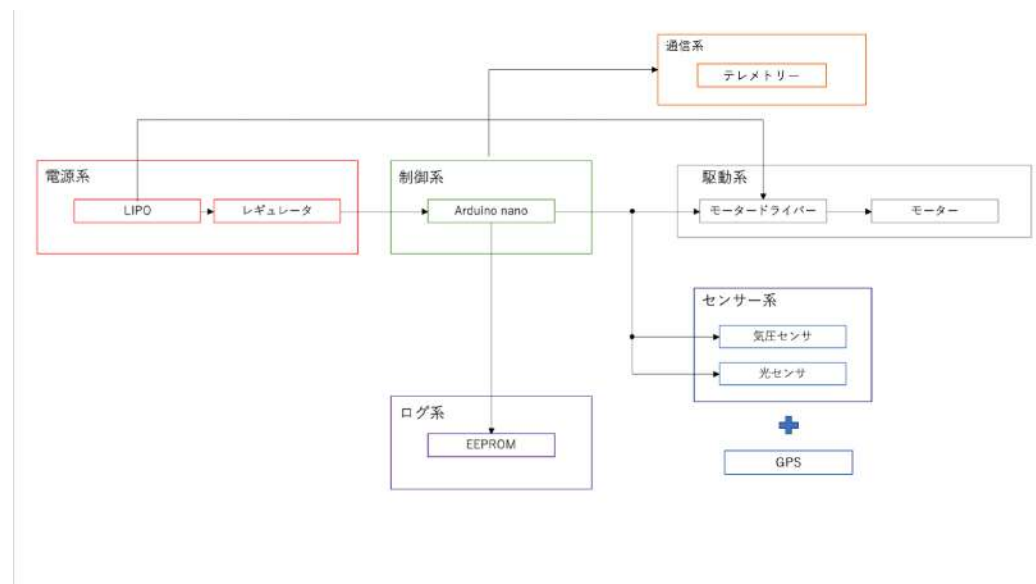 通信系
テレメトリー
電源系
LIPO
レギュレータ
制御系
Arduino nano
駆動系
モータードライバー
モーター
センサー系
気圧センサ
光センサ
ログ系
EEPROM
GPS